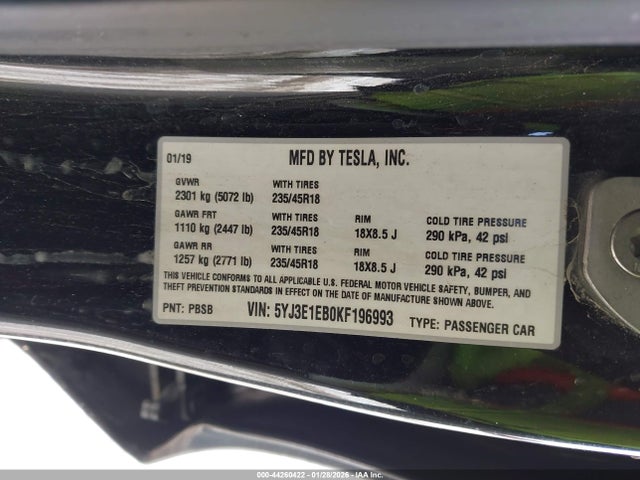 01/19 MFD BY TESLA, INC.
GVWR WITH TIRES
2301 kg (5072 lb) 235/45R18
GAWR FRT WITH TIRES RIM COLD TIRE PRESSURE
1110 kg (2447 lb) 235/45R18 18X8.5 J 290 kPa, 42 psi
GAWR RR WITH TIRES RIM COLD TIRE PRESSURE
1257 kg (2771 lb) 235/45R18 18X8.5 J 290 kPa, 42 psi
THIS VEHICLE CONFORMS TO ALL APPLICABLE U.S. FEDERAL MOTOR VEHICLE SAFETY, BUMPER, AND
THEFT PREVENTION STANDARDS IN EFFECT ON THE DATE OF MANUFACTURE SHOWN ABOVE.
PNT: PBSB VIN: 5YJ3E1EB0KF196993 TYPE: PASSENGER CAR
000-44260422 - 01/28/2026 - IAAI.COM